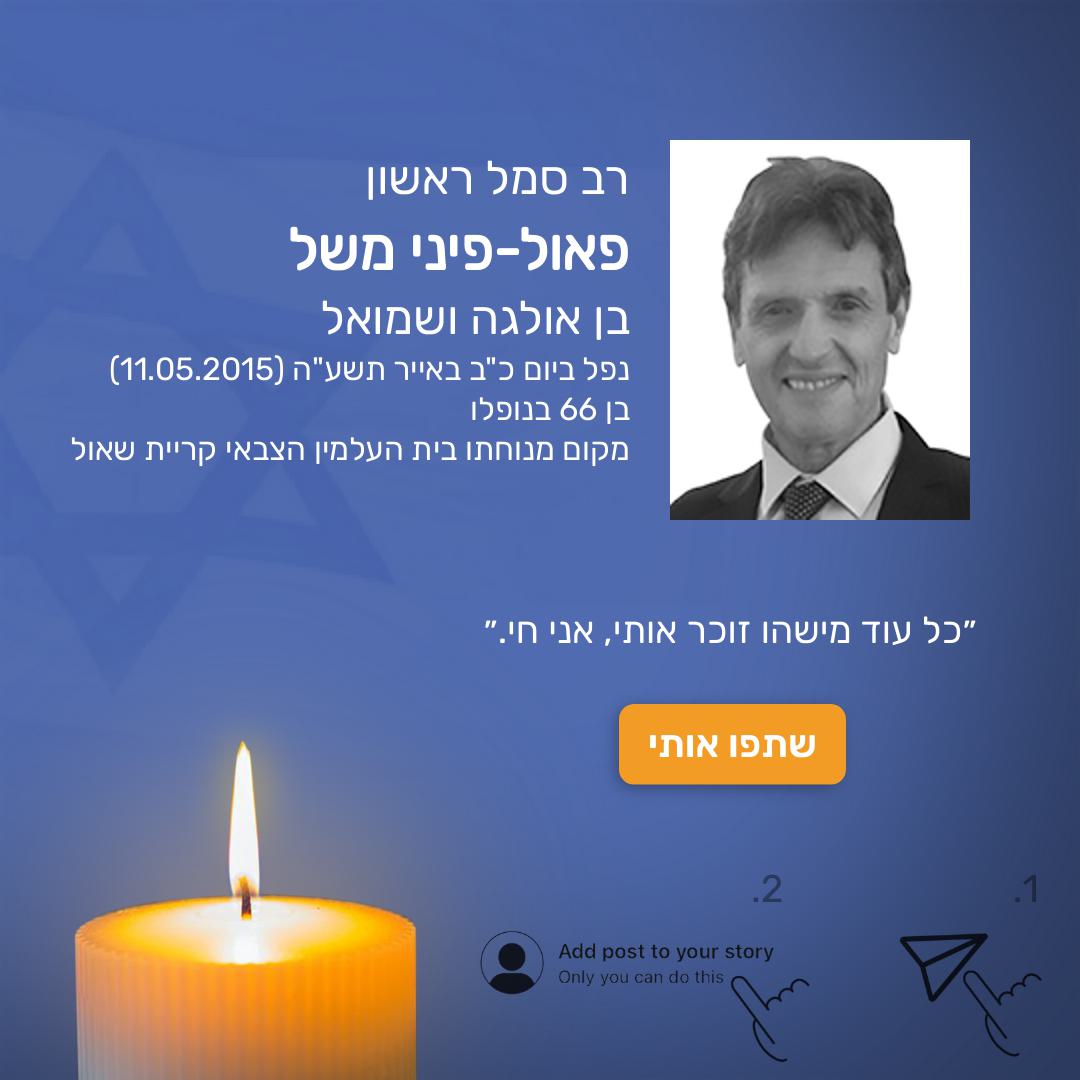 רב סמל ראשון
פאול-פיני משל
בן אולגה ושמואל
נפל ביום כ"ב באייר תשע"ה (11.05.2015)
בן 66 בנופלו
מקום מנוחתו בית העלמין הצבאי קריית שאול
״כל עוד מישהו זוכר אותי, אני חי.״
שתפו אותי
1.
2.
Add post to your story
Only you can do this